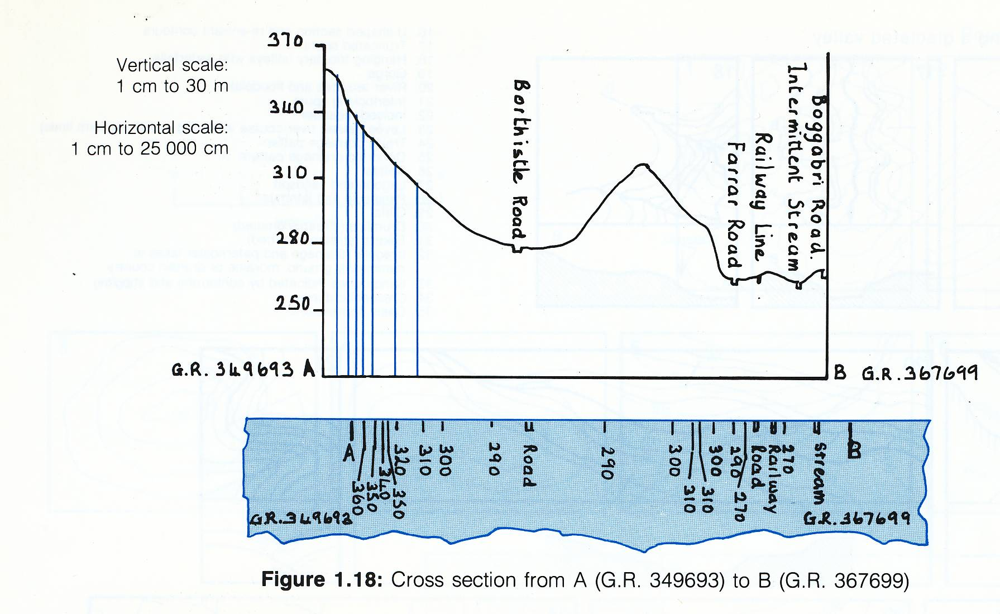 370
Vertical scale:
1 cm to 30 m
340
Horizontal scale:
1 cm to 25 000 cm
310
280
250
Borthistle Road
Farrar Road
Railway Line
Intermittent Stream
Boggabri Road.
G.R. 349693 A
B G.R. 367699
A
360
350
340
350
320
310
300
290
Road
290
300
310
310
300
290
270
Road
Railway
270
Stream
B
G.R. 349693
G.R. 367699
Figure 1.18: Cross section from A (G.R. 349693) to B (G.R. 367699)